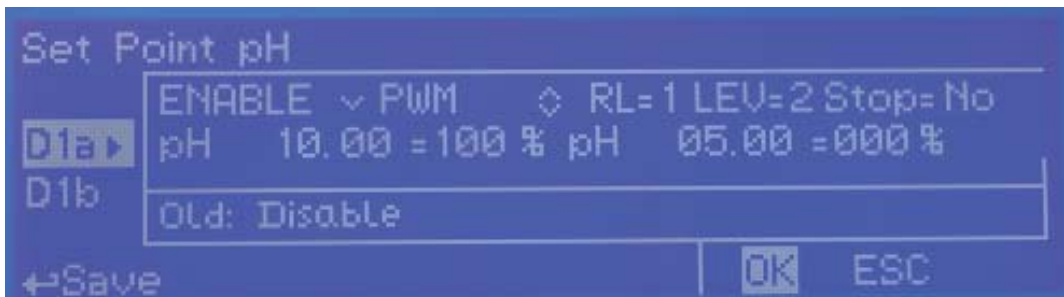 Set Point pH
ENABLE ⌄ PWM ◇ RL=1 LEV=2 Stop=No
D1a▸ pH 10.00 =100 % pH 05.00 =000 %
D1b
Old: Disable
↩Save OK ESC